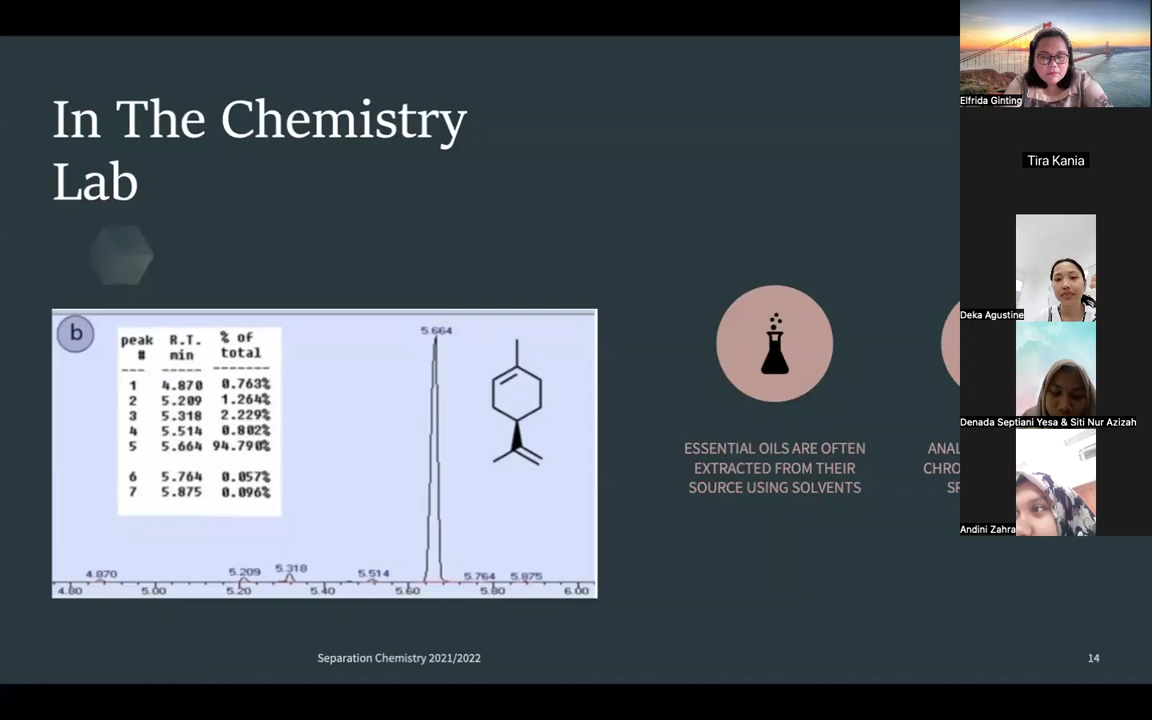 In The Chemistry
Lab
b
peak R.T. % of
# min total
---- ------ --------
1 4.870 0.763%
2 5.209 1.264%
3 5.318 2.229%
4 5.514 0.802%
5 5.664 94.790%
6 5.764 0.057%
7 5.875 0.096%
5.664
4.870 5.209 5.318 5.514 5.764 5.875
4.80 5.00 5.20 5.40 5.60 5.80 6.00
ESSENTIAL OILS ARE OFTEN
EXTRACTED FROM THEIR
SOURCE USING SOLVENTS
ANAL
CHRO
SP
Separation Chemistry 2021/2022
14
Elfrida Ginting
Tira Kania
Deka Agustine
Denada Septiani Yesa & Siti Nur Azizah
Andini Zahra